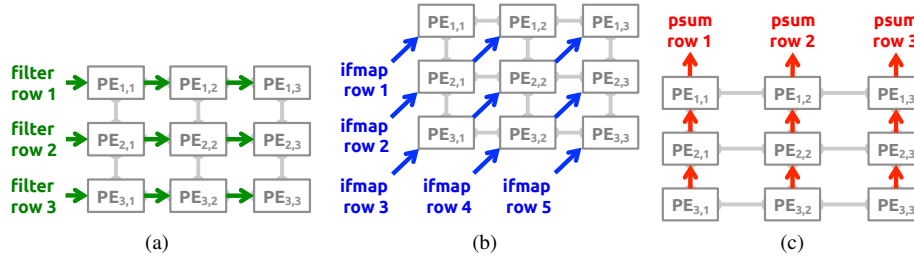 filter
row 1
PE1,1 PE1,2 PE1,3
filter
row 2
PE2,1 PE2,2 PE2,3
filter
row 3
PE3,1 PE3,2 PE3,3
(a)
PE1,1 PE1,2 PE1,3
ifmap
row 1
PE2,1 PE2,2 PE2,3
ifmap
row 2
PE3,1 PE3,2 PE3,3
ifmap ifmap ifmap
row 3 row 4 row 5
(b)
psum psum psum
row 1 row 2 row 3
PE1,1 PE1,2 PE1,3
PE2,1 PE2,2 PE2,3
PE3,1 PE3,2 PE3,3
(c)